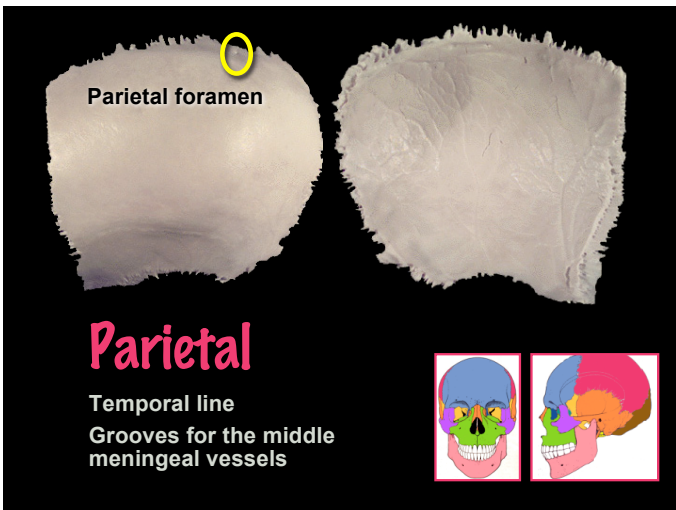 Parietal foramen
Parietal
Temporal line
Grooves for the middle
meningeal vessels